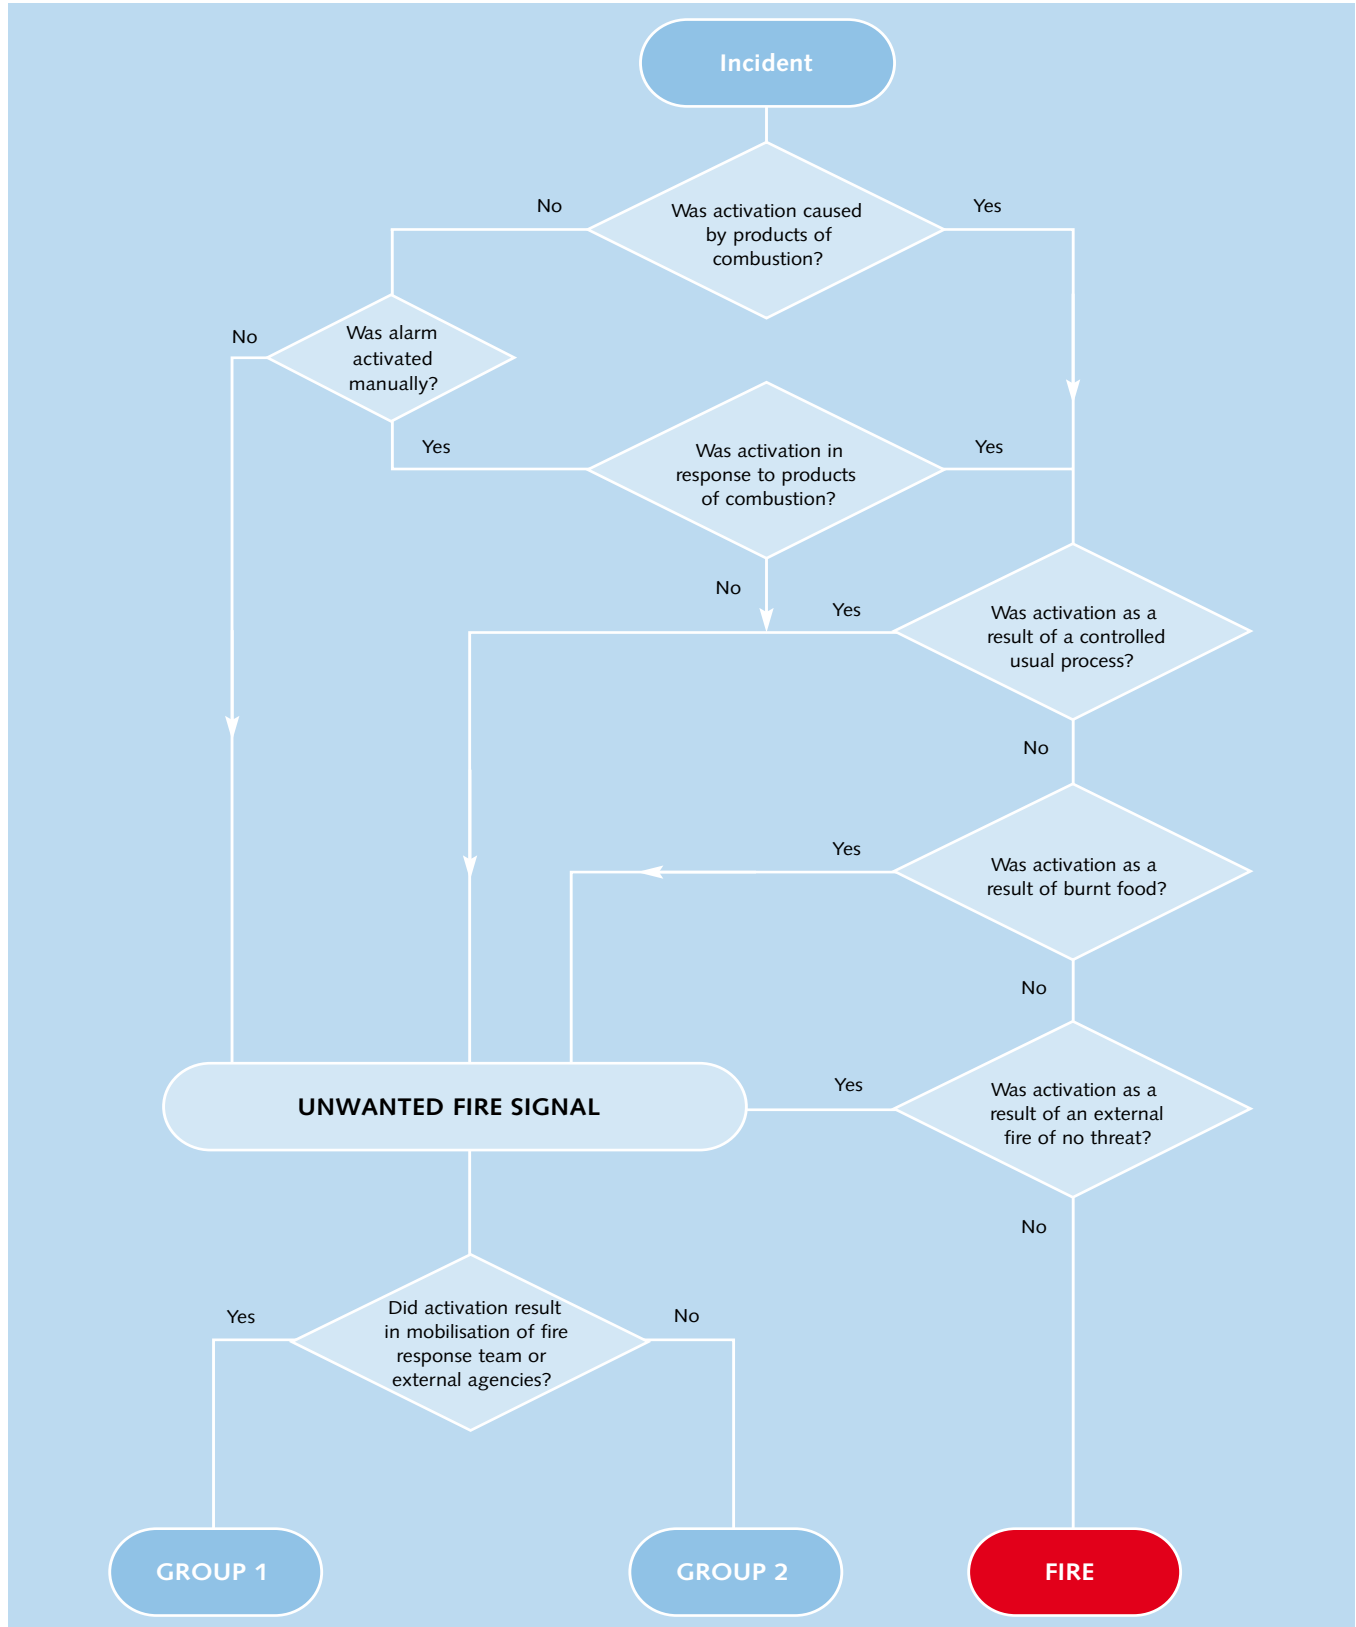 Incident
No
Was activation caused
by products of
combustion?
Yes
No
Was alarm
activated
manually?
Yes
Was activation in
response to products
of combustion?
Yes
No
Yes
Was activation as a
result of a controlled
usual process?
No
Yes
Was activation as a
result of burnt food?
No
UNWANTED FIRE SIGNAL
Yes
Was activation as a
result of an external
fire of no threat?
No
Yes
Did activation result
in mobilisation of fire
response team or
external agencies?
No
GROUP 1
GROUP 2
FIRE